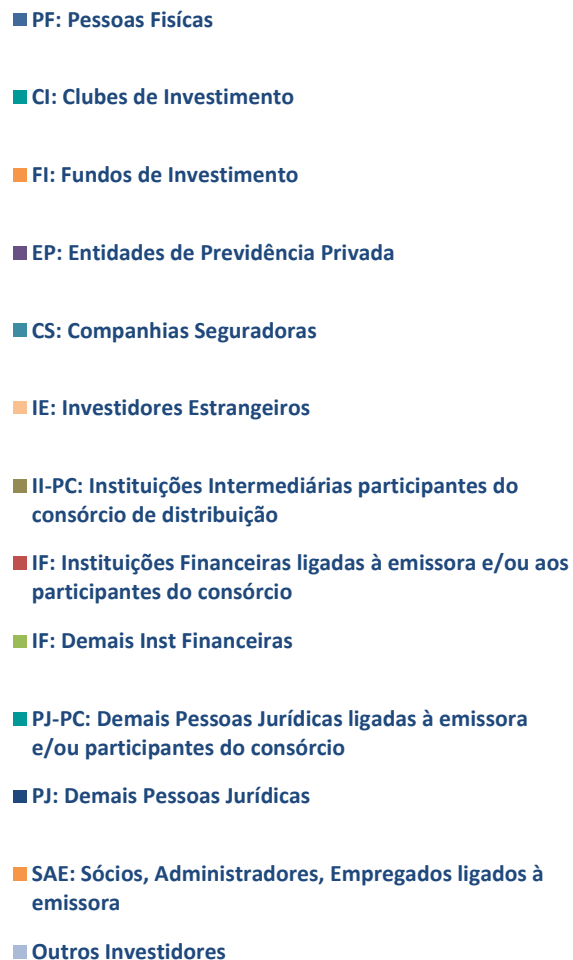 PF: Pessoas Fisícas
CI: Clubes de Investimento
FI: Fundos de Investimento
EP: Entidades de Previdência Privada
CS: Companhias Seguradoras
IE: Investidores Estrangeiros
II-PC: Instituições Intermediárias participantes do
consórcio de distribuição
IF: Instituições Financeiras ligadas à emissora e/ou aos
participantes do consórcio
IF: Demais Inst Financeiras
PJ-PC: Demais Pessoas Jurídicas ligadas à emissora
e/ou participantes do consórcio
PJ: Demais Pessoas Jurídicas
SAE: Sócios, Administradores, Empregados ligados à
emissora
Outros Investidores